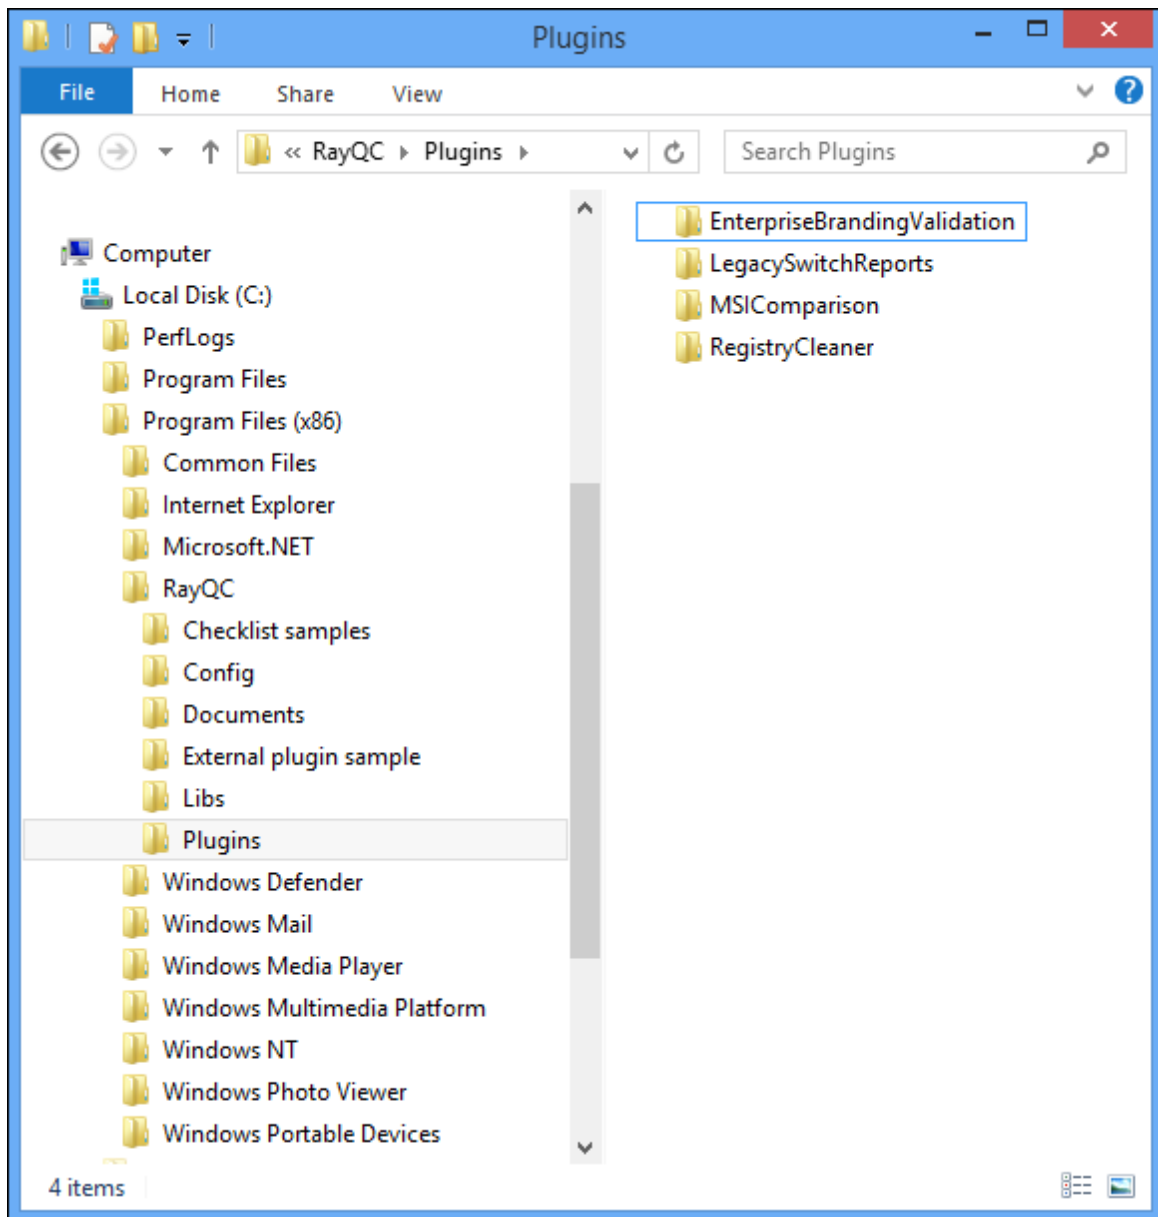 Plugins
File Home Share View
« RayQC Plugins Search Plugins
Computer
Local Disk (C:)
PerfLogs
Program Files
Program Files (x86)
Common Files
Internet Explorer
Microsoft.NET
RayQC
Checklist samples
Config
Documents
External plugin sample
Libs
Plugins
Windows Defender
Windows Mail
Windows Media Player
Windows Multimedia Platform
Windows NT
Windows Photo Viewer
Windows Portable Devices
EnterpriseBrandingValidation
LegacySwitchReports
MSIComparison
RegistryCleaner
4 items